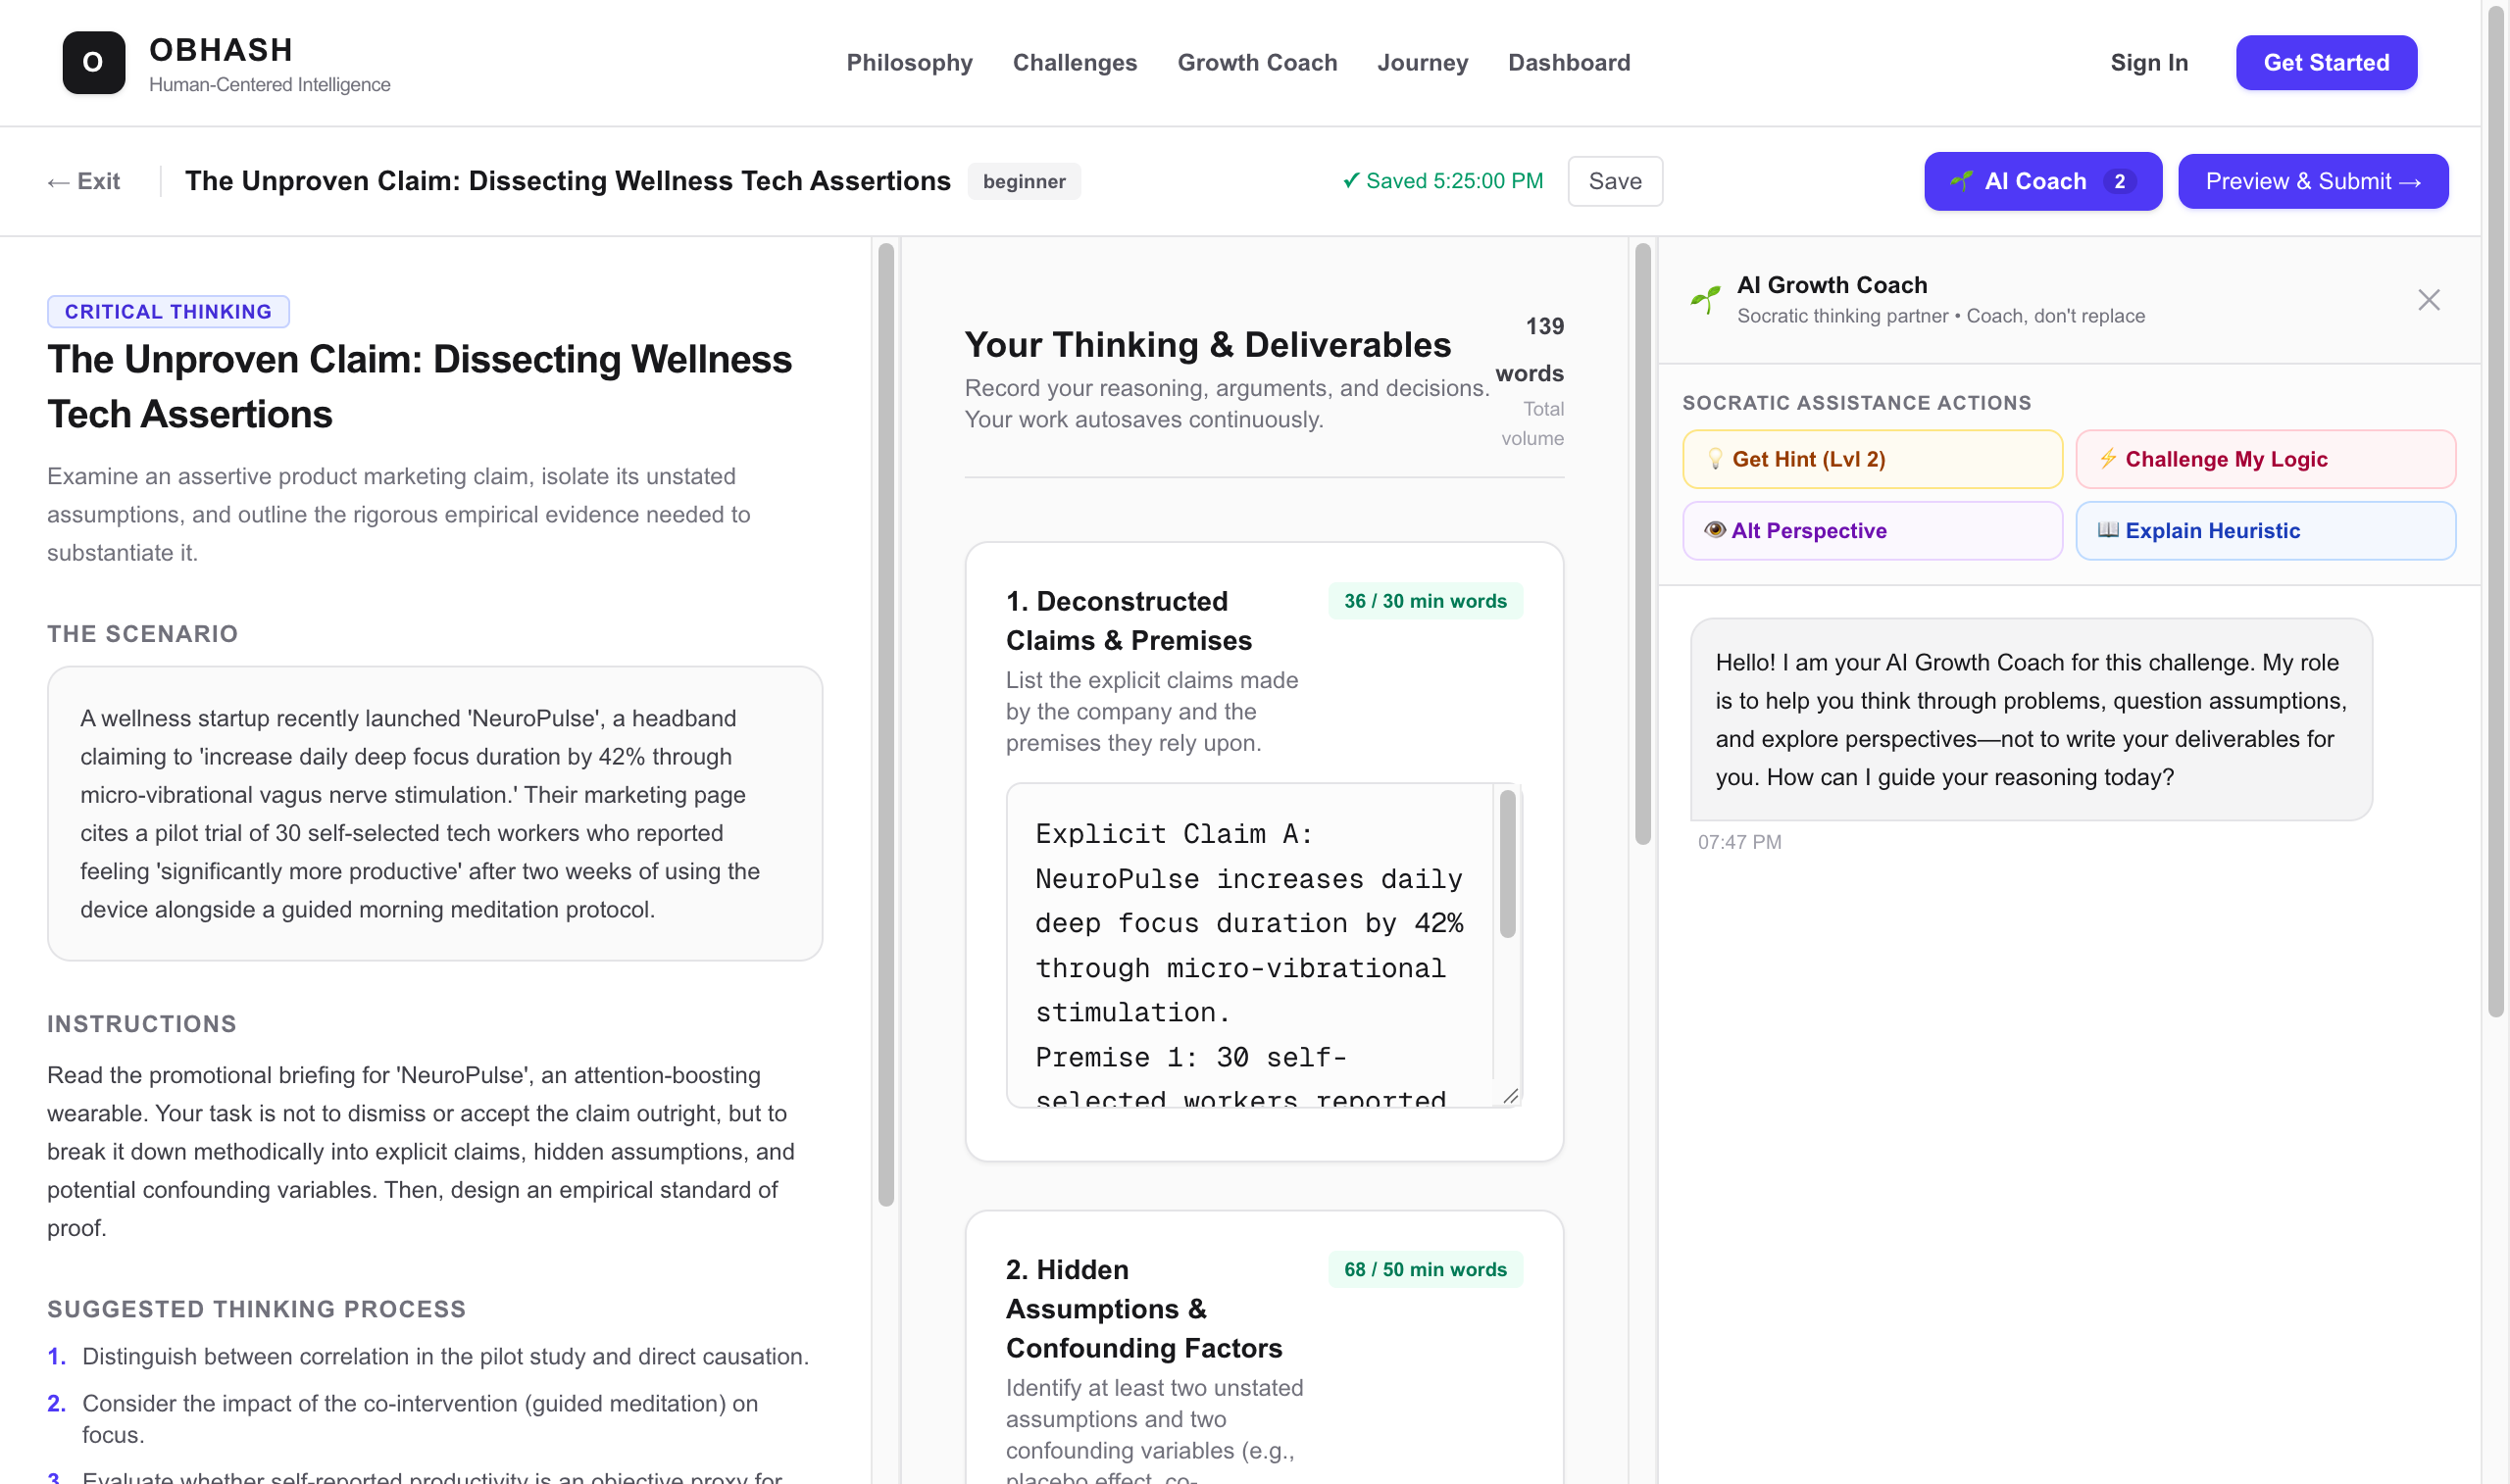 O
OBHASH
Human-Centered Intelligence
Philosophy
Challenges
Growth Coach
Journey
Dashboard
Sign In
Get Started
← Exit
The Unproven Claim: Dissecting Wellness Tech Assertions
beginner
✓ Saved 5:25:00 PM
Save
AI Coach 2
Preview & Submit →
CRITICAL THINKING
The Unproven Claim: Dissecting Wellness
Tech Assertions
Examine an assertive product marketing claim, isolate its unstated
assumptions, and outline the rigorous empirical evidence needed to
substantiate it.
THE SCENARIO
A wellness startup recently launched 'NeuroPulse', a headband
claiming to 'increase daily deep focus duration by 42% through
micro-vibrational vagus nerve stimulation.' Their marketing page
cites a pilot trial of 30 self-selected tech workers who reported
feeling 'significantly more productive' after two weeks of using the
device alongside a guided morning meditation protocol.
INSTRUCTIONS
Read the promotional briefing for 'NeuroPulse', an attention-boosting
wearable. Your task is not to dismiss or accept the claim outright, but to
break it down methodically into explicit claims, hidden assumptions, and
potential confounding variables. Then, design an empirical standard of
proof.
SUGGESTED THINKING PROCESS
1. Distinguish between correlation in the pilot study and direct causation.
2. Consider the impact of the co-intervention (guided meditation) on
focus.
3. Evaluate whether self-reported productivity is an objective proxy for
Your Thinking & Deliverables
Record your reasoning, arguments, and decisions.
Your work autosaves continuously.
139
words
Total
volume
1. Deconstructed
Claims & Premises
36 / 30 min words
List the explicit claims made
by the company and the
premises they rely upon.
Explicit Claim A:
NeuroPulse increases daily
deep focus duration by 42%
through micro-vibrational
stimulation.
Premise 1: 30 self-
selected workers reported
2. Hidden
Assumptions &
Confounding Factors
68 / 50 min words
Identify at least two unstated
assumptions and two
confounding variables (e.g.,
placebo effect, co-
AI Growth Coach
Socratic thinking partner • Coach, don't replace
SOCRATIC ASSISTANCE ACTIONS
Get Hint (Lvl 2)
Challenge My Logic
Alt Perspective
Explain Heuristic
Hello! I am your AI Growth Coach for this challenge. My role
is to help you think through problems, question assumptions,
and explore perspectives—not to write your deliverables for
you. How can I guide your reasoning today?
07:47 PM